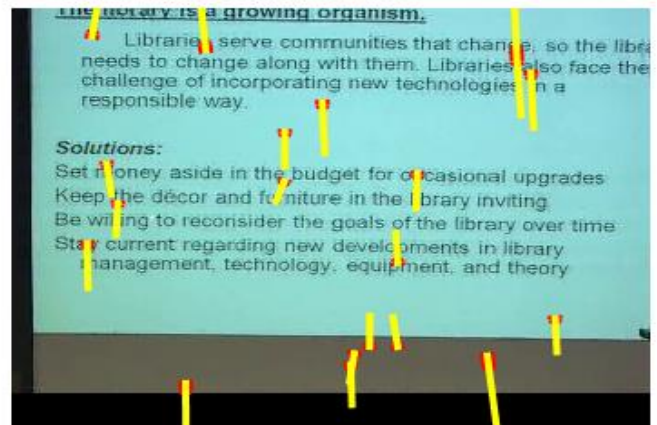 The library is a growing organism.
Libraries serve communities that change, so the
needs to change along with them. Libraries also face the
challenge of incorporating new technologies in a
responsible way.
Solutions:
Set money aside in the budget for occasional upgrades
Keep the décor and furniture in the library inviting
Be willing to reconsider the goals of the library over time
Stay current regarding new developments in library
management, technology, equipment, and theory